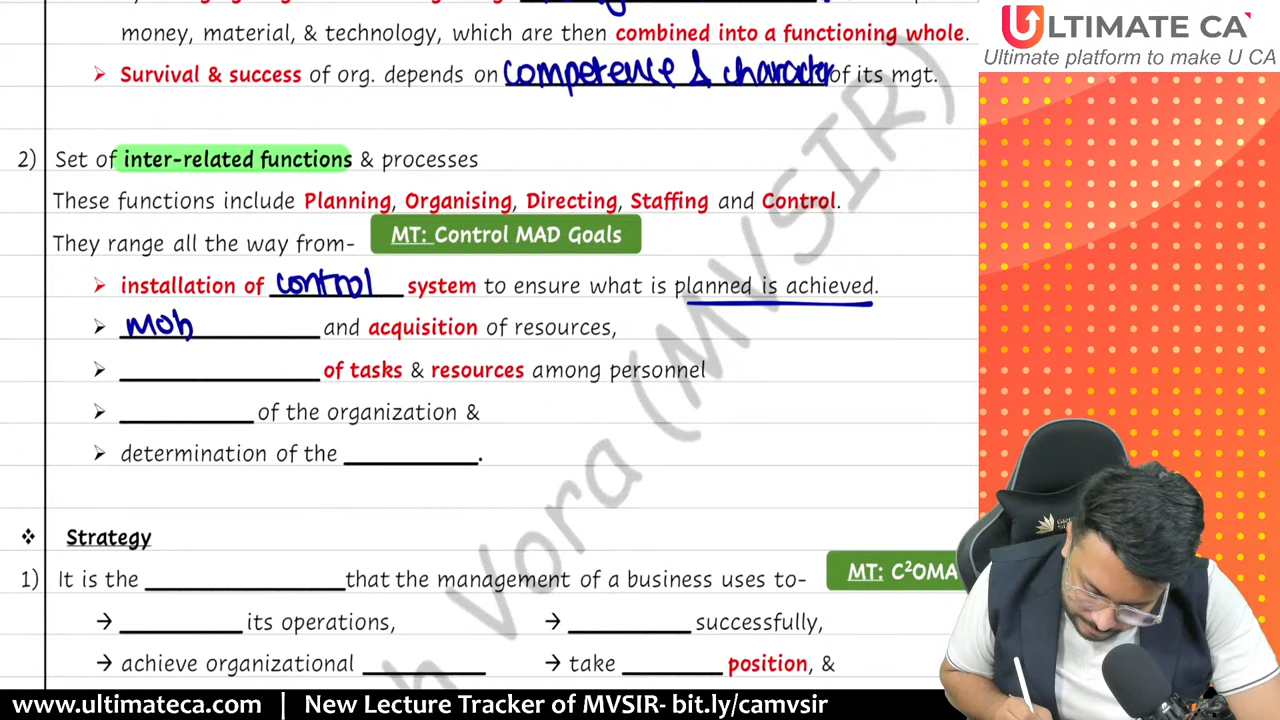 money, material, & technology, which are then combined into a functioning whole.
➤ Survival & success of org. depends on competence & character of its mgt.
2) Set of inter-related functions & processes
These functions include Planning, Organising, Directing, Staffing and Control.
They range all the way from- MT: Control MAD Goals
➤ installation of control system to ensure what is planned is achieved.
➤ Mob and acquisition of resources,
➤ of tasks & resources among personnel
➤ of the organization &
➤ determination of the .
❖ Strategy
1) It is the that the management of a business uses to- MT: C²OMA
→ its operations, → successfully,
→ achieve organizational → take position, &
Vora (MVSIR)
ULTIMATE CA
Ultimate platform to make U CA
www.ultimateca.com | New Lecture Tracker of MVSIR- bit.ly/camvsir